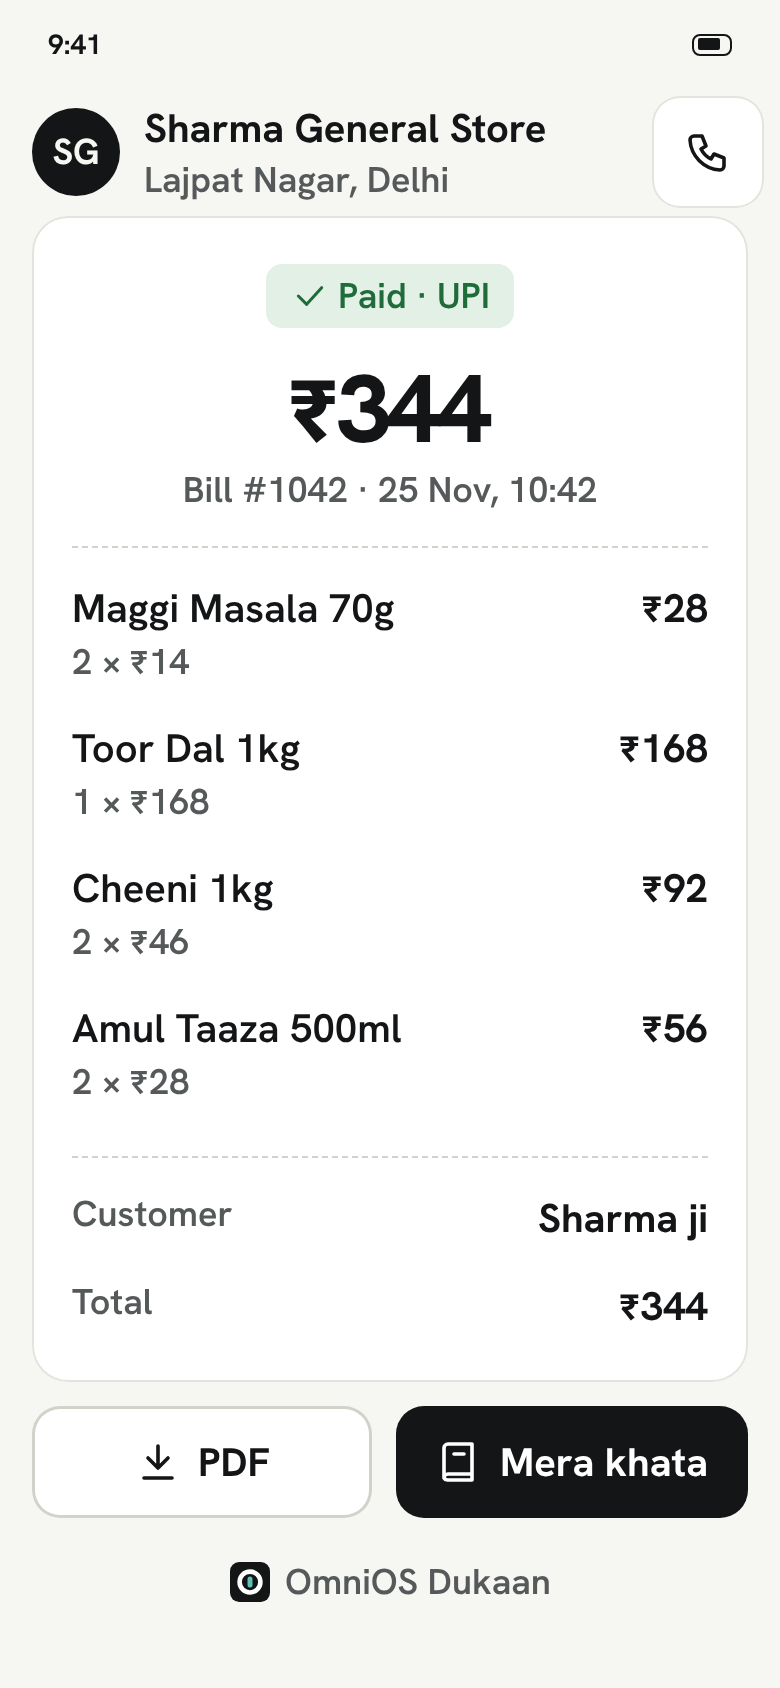 9:41
SG
Sharma General Store
Lajpat Nagar, Delhi
Paid · UPI
₹344
Bill #1042 · 25 Nov, 10:42
Maggi Masala 70g ₹28
2 × ₹14
Toor Dal 1kg ₹168
1 × ₹168
Cheeni 1kg ₹92
2 × ₹46
Amul Taaza 500ml ₹56
2 × ₹28
Customer Sharma ji
Total ₹344
PDF Mera khata
OmniOS Dukaan